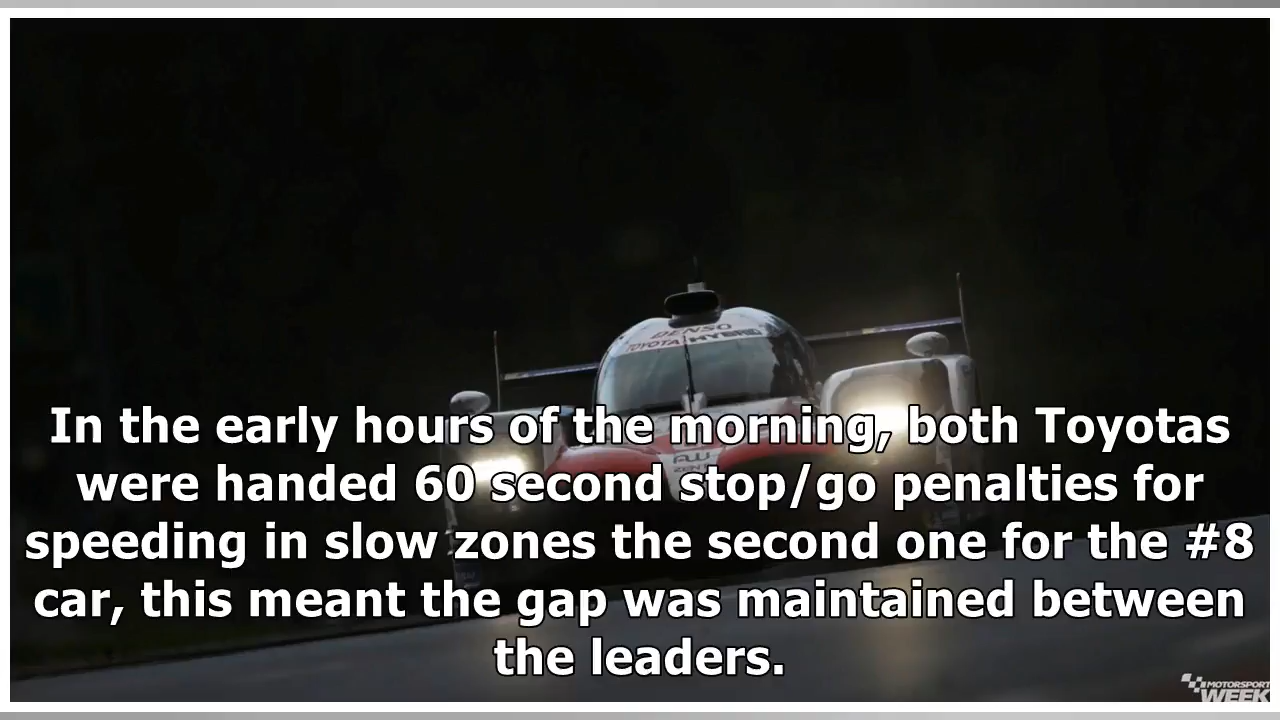 DENSO
TOYOTA HYBRID
In the early hours of the morning, both Toyotas
were handed 60 second stop/go penalties for
speeding in slow zones the second one for the #8
car, this meant the gap was maintained between
the leaders.
MOTORSPORT
WEEK